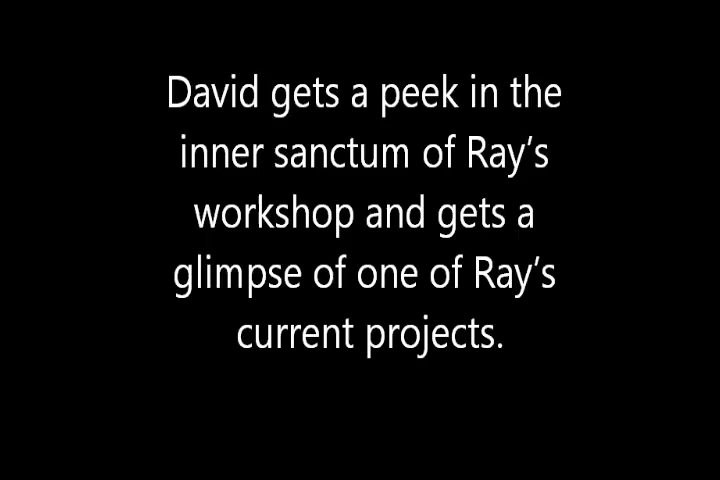 David gets a peek in the
inner sanctum of Ray’s
workshop and gets a
glimpse of one of Ray’s
current projects.